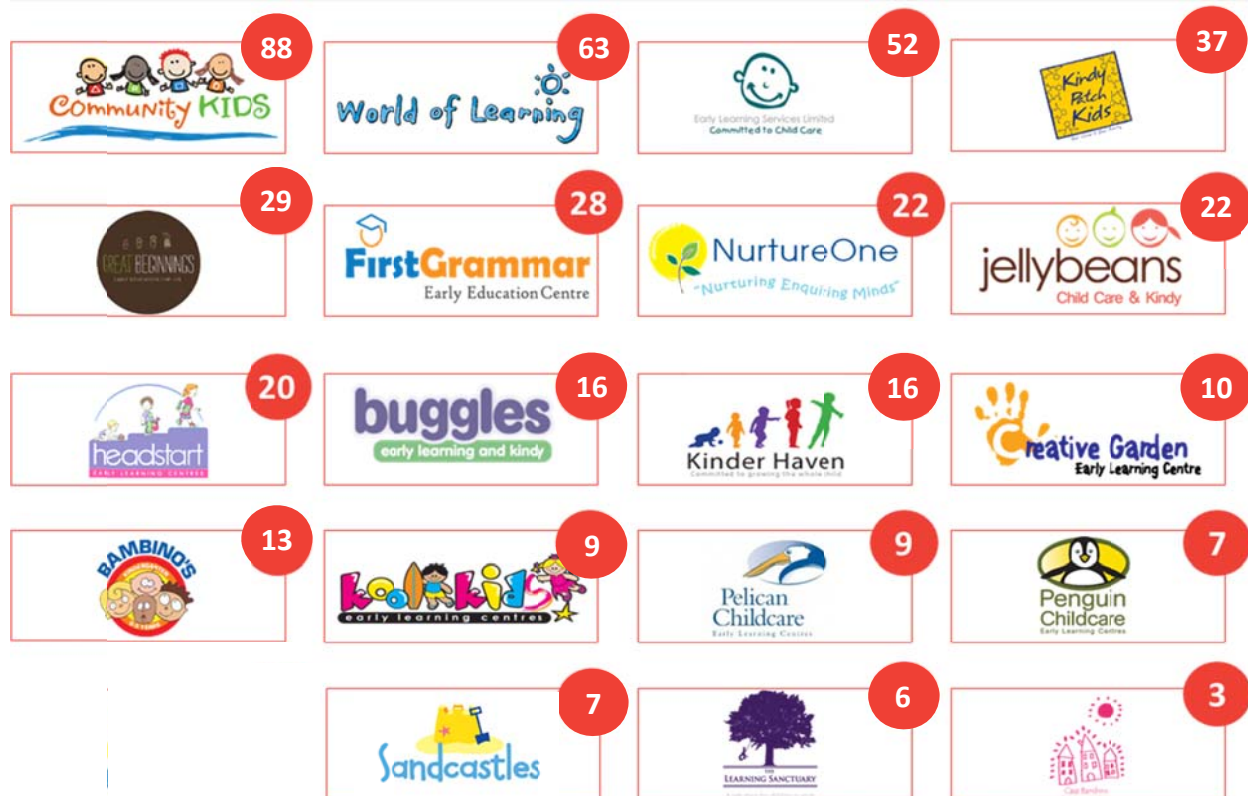 88
Community KIDS
63
World of Learning
52
Early Learning Services Limited
Committed to Child Care
37
Kindy
Patch
Kids
29
GREAT BEGINNINGS
28
FirstGrammar
Early Education Centre
22
NurtureOne
"Nurturing Enquiring Minds"
22
jellybeans
Child Care & Kindy
20
headstart
EARLY LEARNING CENTRES
16
buggles
early learning and kindy
16
Kinder Haven
Committed to growing the whole child
10
Creative Garden
Early Learning Centre
13
BAMBINO'S
9
kool kids
early learning centres
9
Pelican
Childcare
Early Learning Centres
7
Penguin
Childcare
Early Learning Centres
7
Sandcastles
6
THE
LEARNING SANCTUARY
3